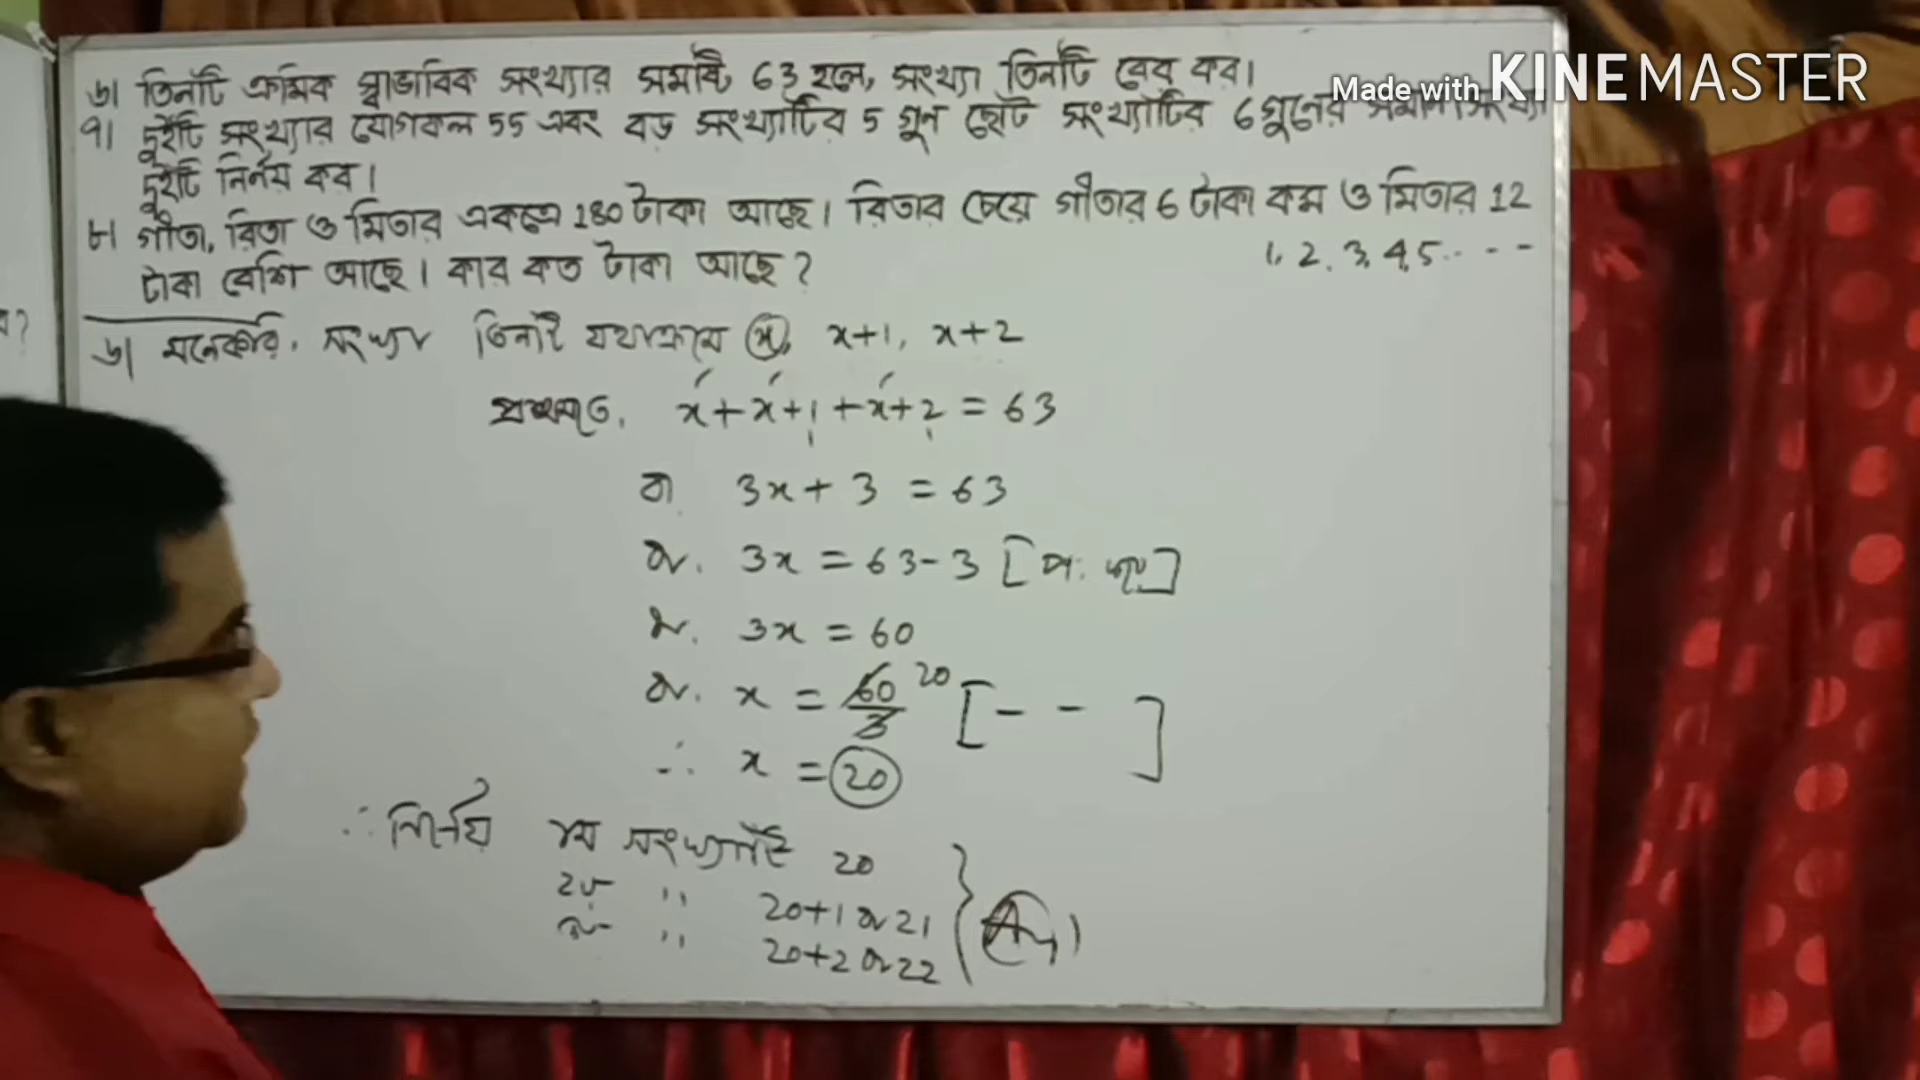 Made with KINEMASTER
৬। তিনটি ক্রমিক স্বাভাবিক সংখ্যার সমষ্টি 63 হলে, সংখ্যা তিনটি বের কর।
৭। দুইটি সংখ্যার যোগফল 55 এবং বড় সংখ্যাটির 5 গুন ছোট সংখ্যাটির 6 গুনের সমান। সংখ্যা
দুইটি নির্নয় কর।
৮। গীতা, রিতা ও মিতার একত্রে 180 টাকা আছে। রিতার চেয়ে গীতার 6 টাকা কম ও মিতার 12
টাকা বেশি আছে। কার কত টাকা আছে?
1, 2, 3, 4, 5 . . - - -
৬। মনেকরি, সংখ্যা তিনটি যথাক্রমে x, x+1, x+2
প্রশ্নমতে, x + x+1 + x+2 = 63
বা 3x + 3 = 63
বা, 3x = 63-3 [প: ]
বা, 3x = 60
বা, x = 60/3 20 [- - ]
∴ x = 20
∴ নির্নেয় ১ম সংখ্যাটি 20
২য় " 20+1 বা 21
৩য় " 20+2 বা 22
} Ans
র?